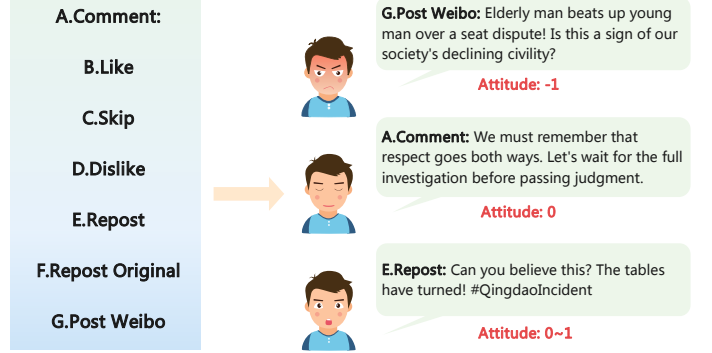 A.Comment:
B.Like
C.Skip
D.Dislike
E.Repost
F.Repost Original
G.Post Weibo
G.Post Weibo: Elderly man beats up young
man over a seat dispute! Is this a sign of our
society's declining civility?
Attitude: -1
A.Comment: We must remember that
respect goes both ways. Let's wait for the full
investigation before passing judgment.
Attitude: 0
E.Repost: Can you believe this? The tables
have turned! #QingdaoIncident
Attitude: 0~1